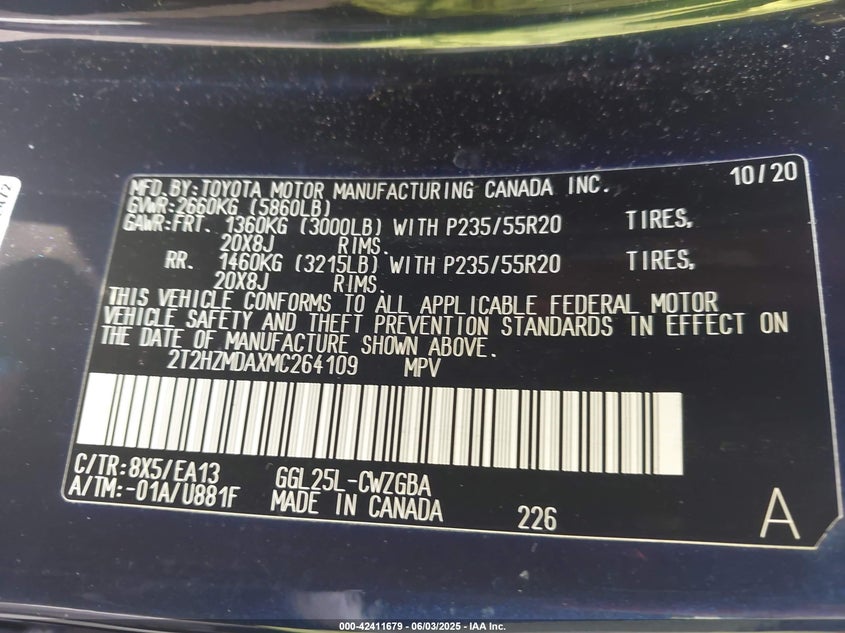 MFD. BY: TOYOTA MOTOR MANUFACTURING CANADA INC. 10/20
GVWR: 2660KG (5860LB)
GAWR: FRT. 1360KG (3000LB) WITH P235/55R20 TIRES,
20X8J RIMS.
RR. 1460KG (3215LB) WITH P235/55R20 TIRES,
20X8J RIMS.
THIS VEHICLE CONFORMS TO ALL APPLICABLE FEDERAL MOTOR
VEHICLE SAFETY AND THEFT PREVENTION STANDARDS IN EFFECT ON
THE DATE OF MANUFACTURE SHOWN ABOVE.
2T2HZMDAXMC264109 MPV
C/TR: 8X5/EA13 GGL25L-CWZGBA
A/TM: -01A/U881F MADE IN CANADA 226 A
000-42411679 - 06/03/2025 - IAA Inc.